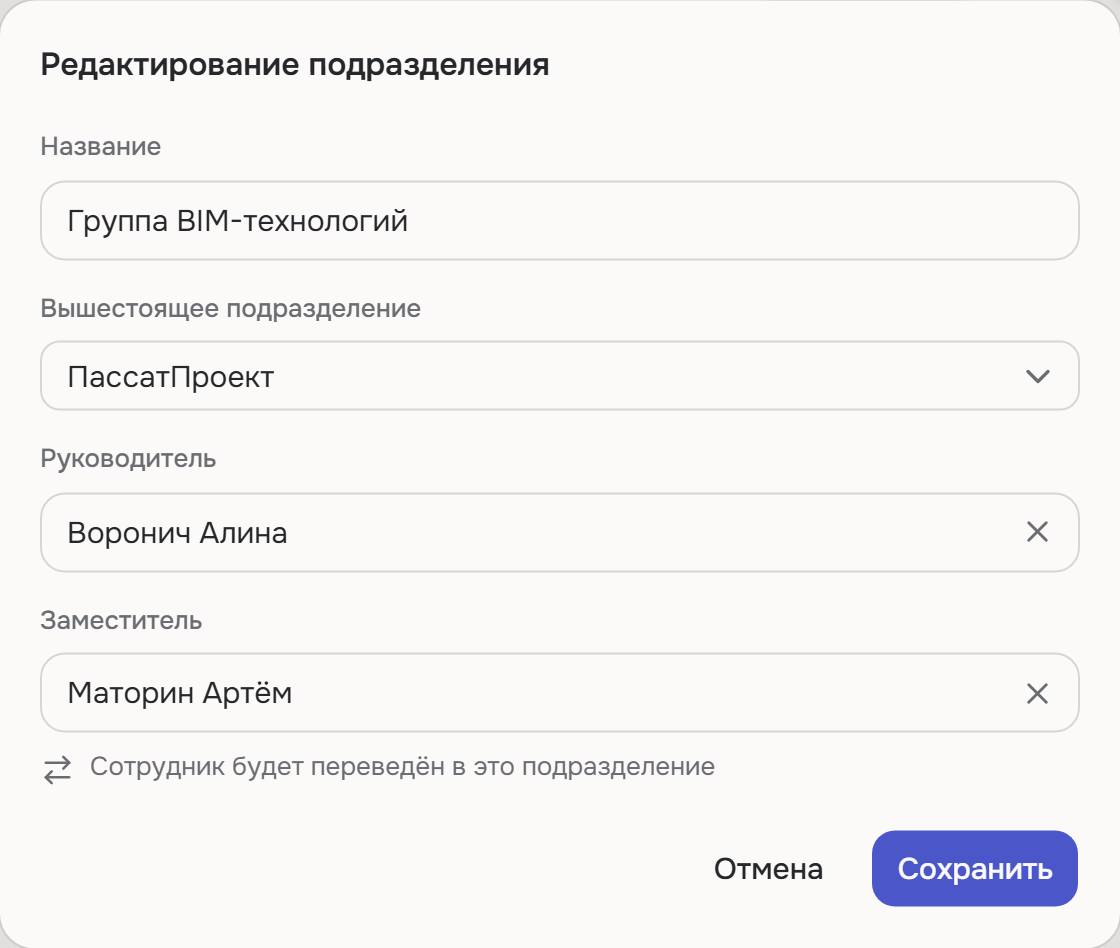 Редактирование подразделения
Название
Группа BIM-технологий
Вышестоящее подразделение
ПассатПроект
Руководитель
Воронич Алина
Заместитель
Маторин Артём
Сотрудник будет переведён в это подразделение
Отмена
Сохранить